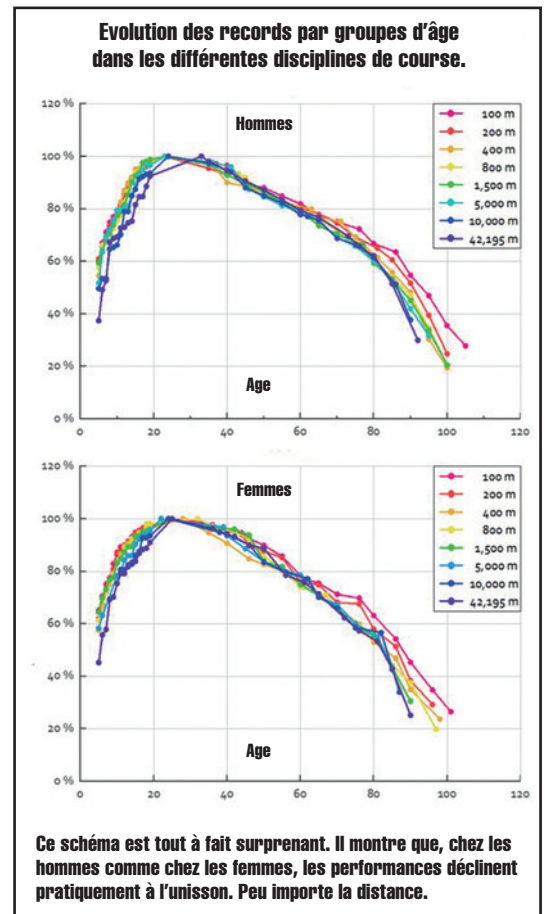 Evolution des records par groupes d’âge
dans les différentes disciplines de course.
120 %
100 %
80 %
60 %
40 %
20 %
0 %
Hommes
100 m
200 m
400 m
800 m
1,500 m
5,000 m
10,000 m
42,195 m
Age
0
20
40
60
80
100
120
120 %
100 %
80 %
60 %
40 %
20 %
0 %
Femmes
100 m
200 m
400 m
800 m
1,500 m
5,000 m
10,000 m
42,195 m
Age
0
20
40
60
80
100
120
Ce schéma est tout à fait surprenant. Il montre que, chez les
hommes comme chez les femmes, les performances déclinent
pratiquement à l’unisson. Peu importe la distance.